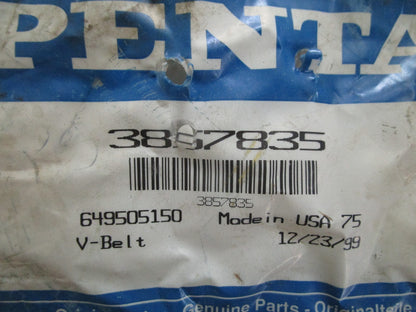 PENTA
3857835
3857835
649505150 Modein USA 75
V-Belt 12/23/99
Genuine Parts - Originalteile